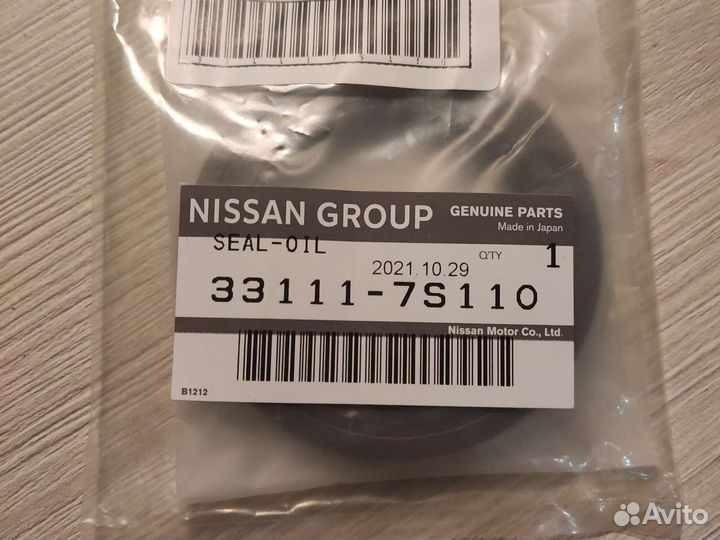 NISSAN GROUP
GENUINE PARTS
Made in Japan
SEAL-OIL
2021.10.29
Q'TY
1
33111-7S110
Nissan Motor Co., Ltd.
B1212
Avito